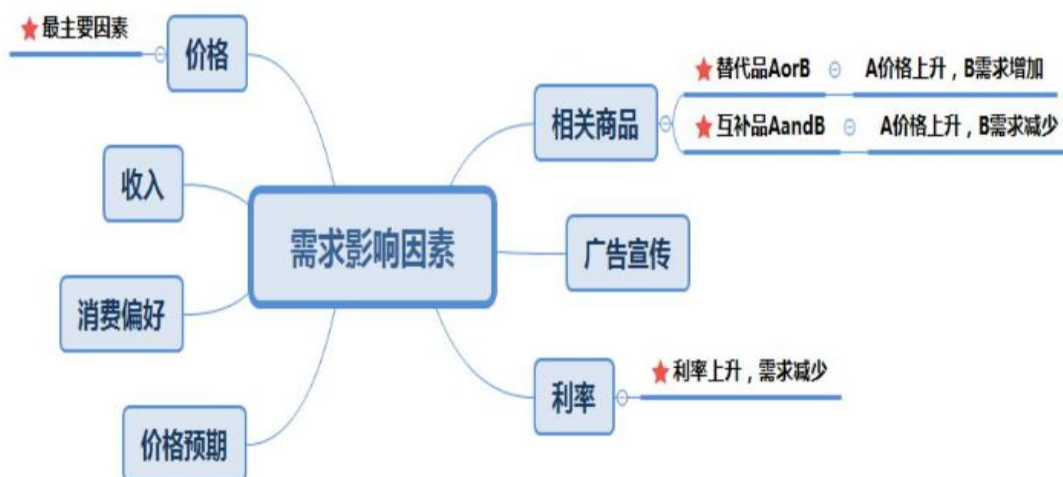 最主要因素
价格
收入
消费偏好
价格预期
需求影响因素
相关商品
替代品AorB
A价格上升，B需求增加
互补品AandB
A价格上升，B需求减少
广告宣传
利率
利率上升，需求减少